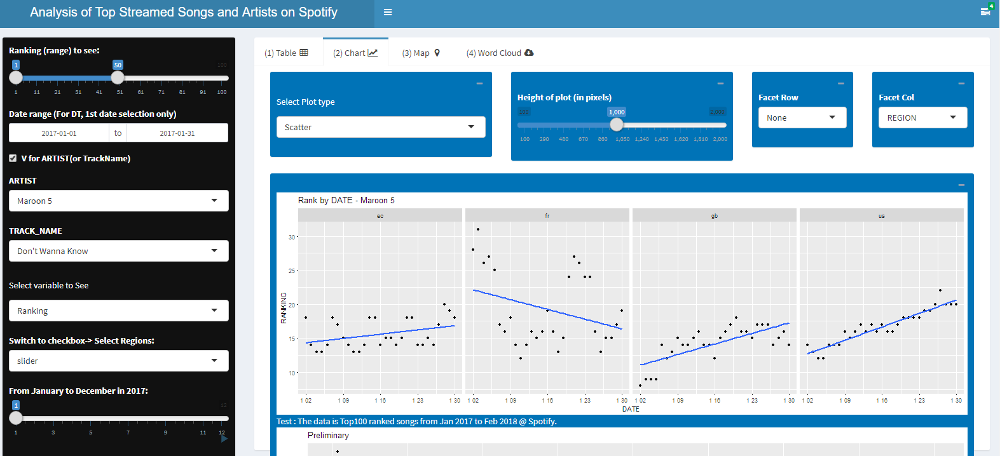 Analysis of Top Streamed Songs and Artists on Spotify
4
Ranking (range) to see:
1 50 100
1 11 21 31 41 51 61 71 81 91 100
Date range (For DT, 1st date selection only)
2017-01-01 to 2017-01-31
V for ARTIST(or TrackName)
ARTIST
Maroon 5
TRACK_NAME
Don't Wanna Know
Select variable to See
Ranking
Switch to checkbox-> Select Regions:
slider
From January to December in 2017:
1 12
1 3 5 7 9 11 12
(1) Table (2) Chart (3) Map (4) Word Cloud
Select Plot type
Scatter
Height of plot (in pixels)
100 1,000 2,000
100 290 480 670 860 1,050 1,240 1,430 1,620 1,810 2,000
Facet Row
None
Facet Col
REGION
Rank by DATE - Maroon 5
ec fr gb us
RANKING
30
25
20
15
10
1 02 1 09 1 16 1 23 1 30 1 02 1 09 1 16 1 23 1 30 1 02 1 09 1 16 1 23 1 30 1 02 1 09 1 16 1 23 1 30
DATE
Test : The data is Top100 ranked songs from Jan 2017 to Feb 2018 @ Spotify.
Preliminary